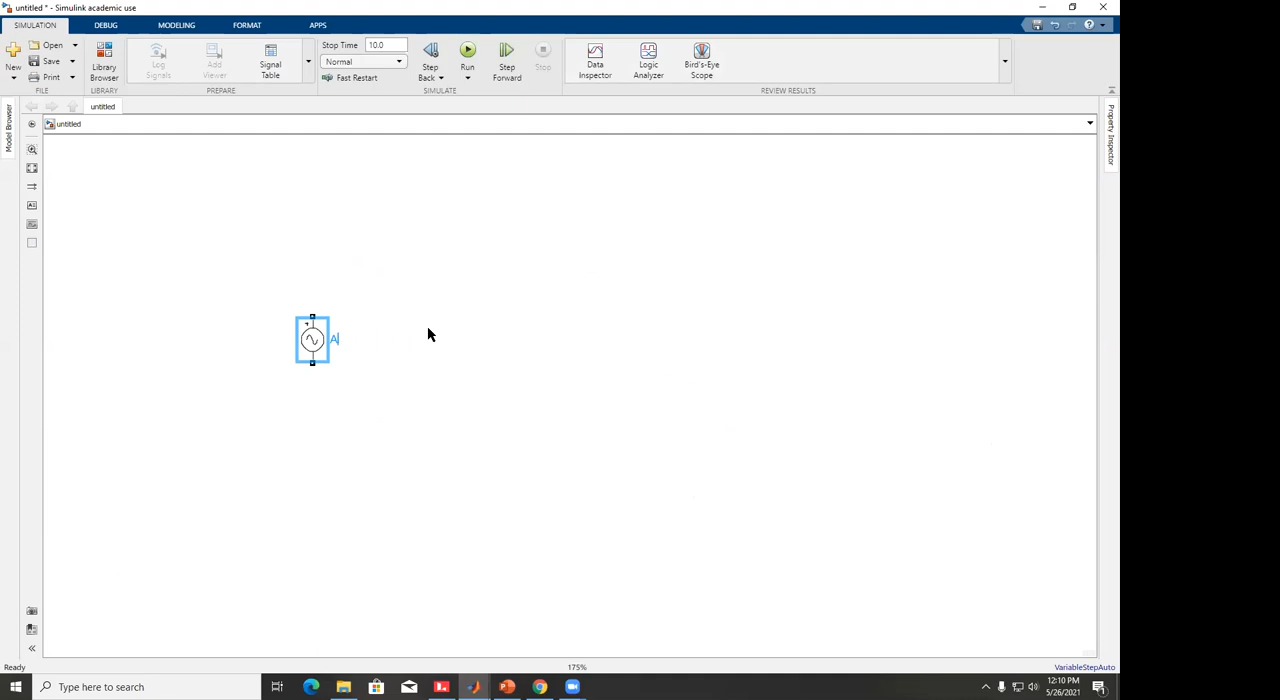 untitled * - Simulink academic use
SIMULATION DEBUG MODELING FORMAT APPS
New
Open
Save
Print
FILE
Library Browser
LIBRARY
Log Signals
Add Viewer
Signal Table
PREPARE
Stop Time 10.0
Normal
Fast Restart
Step Back
Run
Step Forward
Stop
SIMULATE
Data Inspector
Logic Analyzer
Bird's-Eye Scope
REVIEW RESULTS
untitled
untitled
Model Browser
Property Inspector
A
Ready
175%
VariableStepAuto
Type here to search
12:10 PM
5/26/2021
1